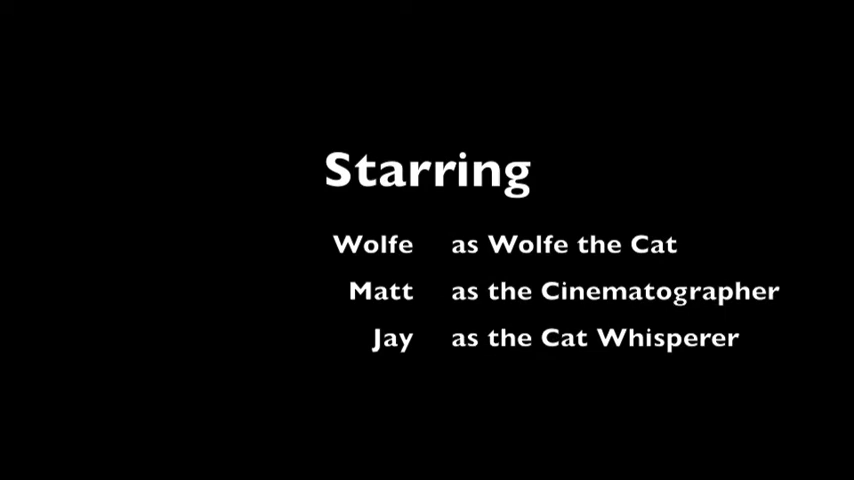 Starring
Wolfe as Wolfe the Cat
Matt as the Cinematographer
Jay as the Cat Whisperer